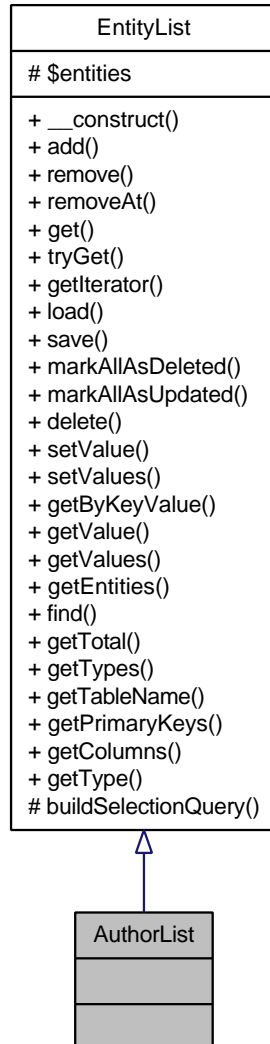 EntityList
# $entities
+ __construct()
+ add()
+ remove()
+ removeAt()
+ get()
+ tryGet()
+ getIterator()
+ load()
+ save()
+ markAllAsDeleted()
+ markAllAsUpdated()
+ delete()
+ setValue()
+ setValues()
+ getByKeyValue()
+ getValue()
+ getValues()
+ getEntities()
+ find()
+ getTotal()
+ getTypes()
+ getTableName()
+ getPrimaryKeys()
+ getColumns()
+ getType()
# buildSelectionQuery()
AuthorList